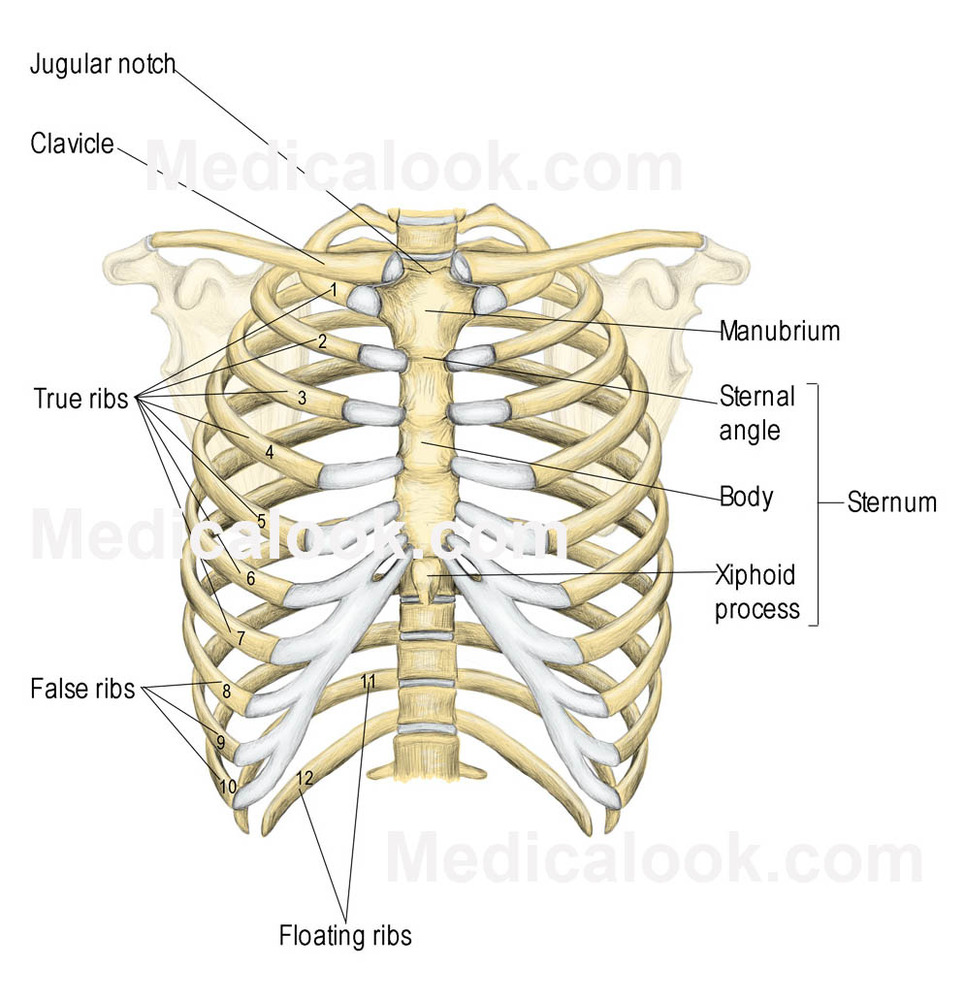 Jugular notch
Clavicle
Medicalook.com
1
Manubrium
2
Sternal
angle
True ribs
3
4
Body
Sternum
5
Medicalook.com
6
Xiphoid
process
7
False ribs
8
11
9
10
12
Medicalook.com
Floating ribs